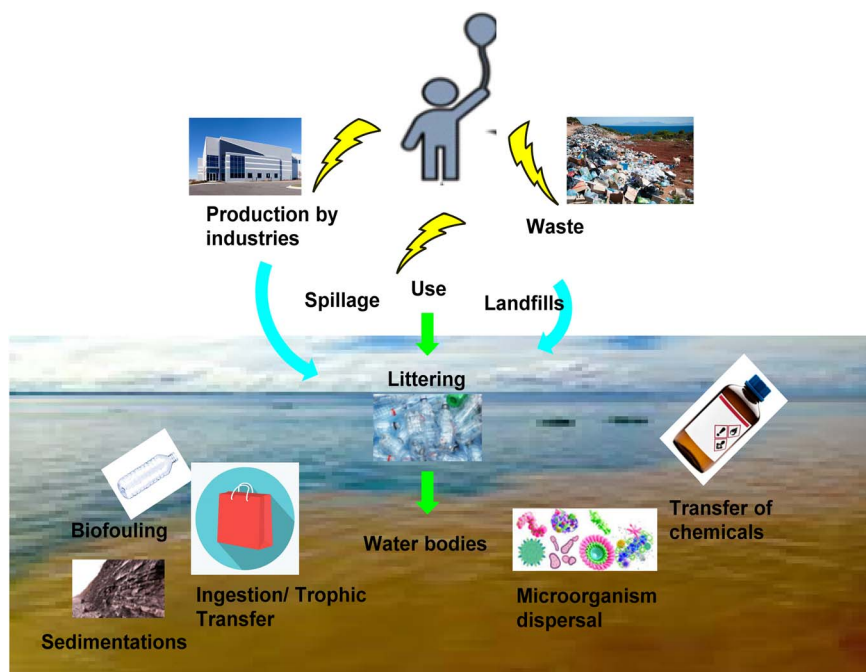 Production by
industries
Waste
Spillage
Use
Landfills
Littering
Biofouling
Water bodies
Transfer of
chemicals
Ingestion/ Trophic
Transfer
Microorganism
dispersal
Sedimentations